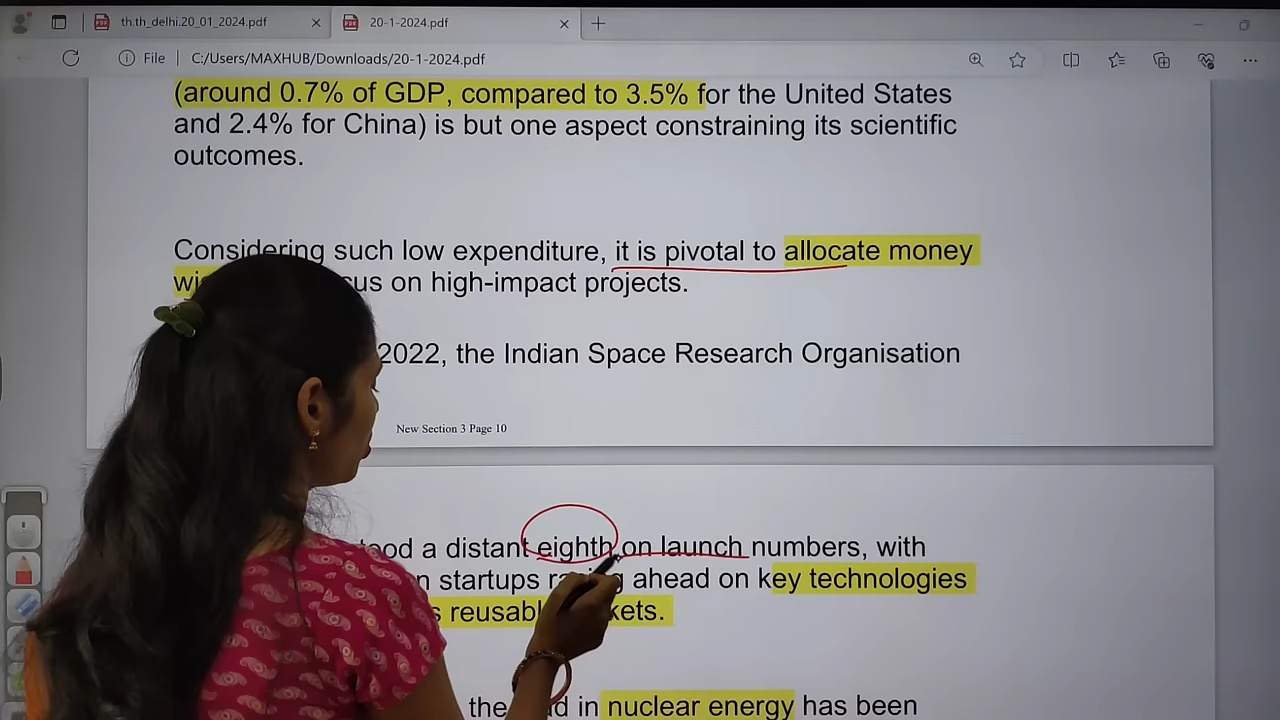 th.th_delhi.20_01_2024.pdf
20-1-2024.pdf
File
C:/Users/MAXHUB/Downloads/20-1-2024.pdf
(around 0.7% of GDP, compared to 3.5% for the United States
and 2.4% for China) is but one aspect constraining its scientific
outcomes.
Considering such low expenditure, it is pivotal to allocate money
on high-impact projects.
2022, the Indian Space Research Organisation
New Section 3 Page 10
a distant eighth on launch numbers, with
startups ahead on key technologies
numbers
the in nuclear energy has been